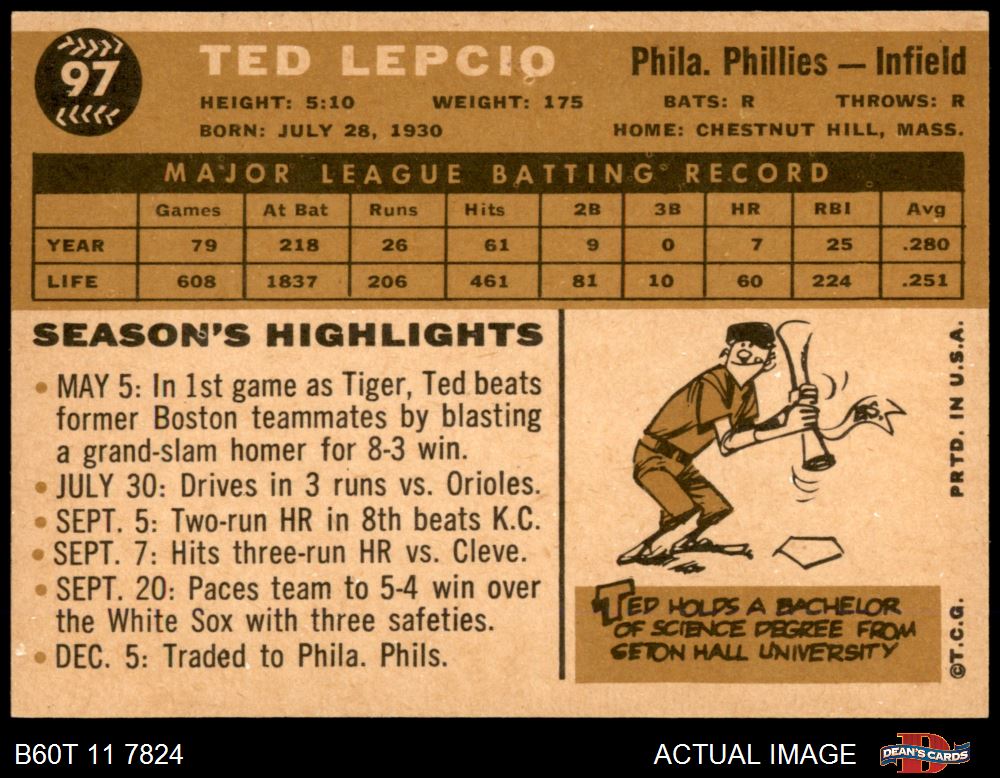 97
TED LEPCIO
Phila. Phillies — Infield
HEIGHT: 5:10 WEIGHT: 175 BATS: R THROWS: R
BORN: JULY 28, 1930 HOME: CHESTNUT HILL, MASS.
MAJOR LEAGUE BATTING RECORD
Games At Bat Runs Hits 2B 3B HR RBI Avg
YEAR 79 218 26 61 9 0 7 25 .280
LIFE 608 1837 206 461 81 10 60 224 .251
SEASON'S HIGHLIGHTS
• MAY 5: In 1st game as Tiger, Ted beats
former Boston teammates by blasting
a grand-slam homer for 8-3 win.
• JULY 30: Drives in 3 runs vs. Orioles.
• SEPT. 5: Two-run HR in 8th beats K.C.
• SEPT. 7: Hits three-run HR vs. Cleve.
• SEPT. 20: Paces team to 5-4 win over
the White Sox with three safeties.
• DEC. 5: Traded to Phila. Phils.
B.S.
TED HOLDS A BACHELOR
OF SCIENCE DEGREE FROM
SETON HALL UNIVERSITY
PRTD. IN U.S.A.
©T.C.G.
B60T 11 7824
ACTUAL IMAGE
DEAN'S CARDS